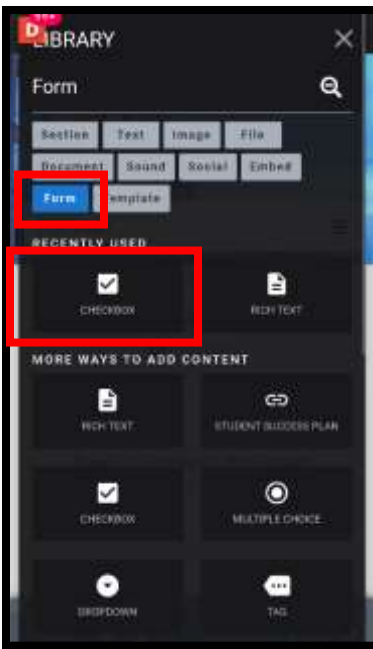 D
LIBRARY
Form
Section Text Image File
Document Sound Social Embed
Form Template
RECENTLY USED
CHECKBOX RICH TEXT
MORE WAYS TO ADD CONTENT
RICH TEXT STUDENT SUCCESS PLAN
CHECKBOX MULTIPLE CHOICE
DROPDOWN TAG